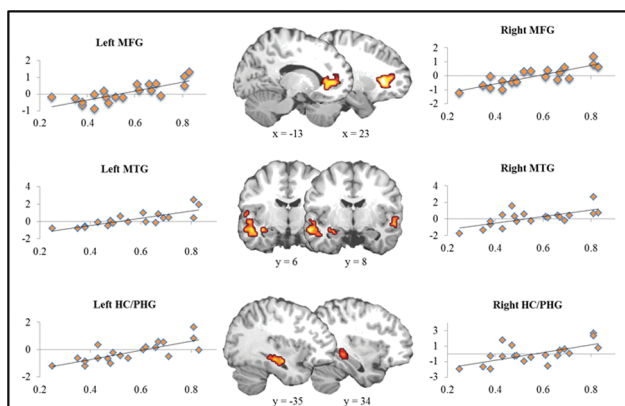 Left MFG
2
1
0
-1
0.2 0.4 0.6 0.8
x = -13 x = 23
Right MFG
2
1
0
-1
-2
0.2 0.4 0.6 0.8
Left MTG
4
2
0
-2
0.2 0.4 0.6 0.8
y = 6 y = 8
Right MTG
4
2
0
-2
0.2 0.4 0.6 0.8
Left HC/PHG
2
1
0
-1
-2
0.2 0.4 0.6 0.8
y = -35 y = 34
Right HC/PHG
3
1
-1
-3
0.2 0.4 0.6 0.8